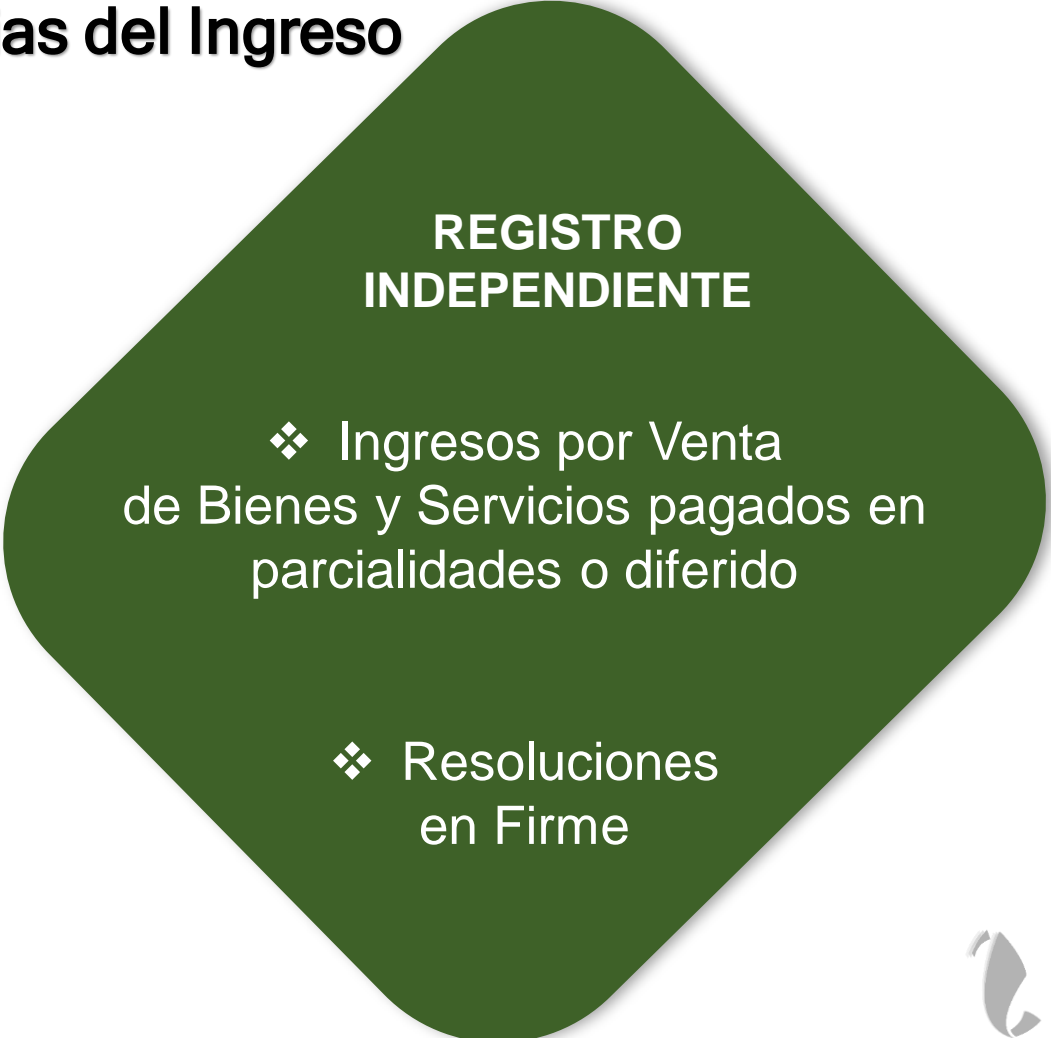 as del Ingreso
REGISTRO
INDEPENDIENTE
❖ Ingresos por Venta
de Bienes y Servicios pagados en
parcialidades o diferido
❖ Resoluciones
en Firme